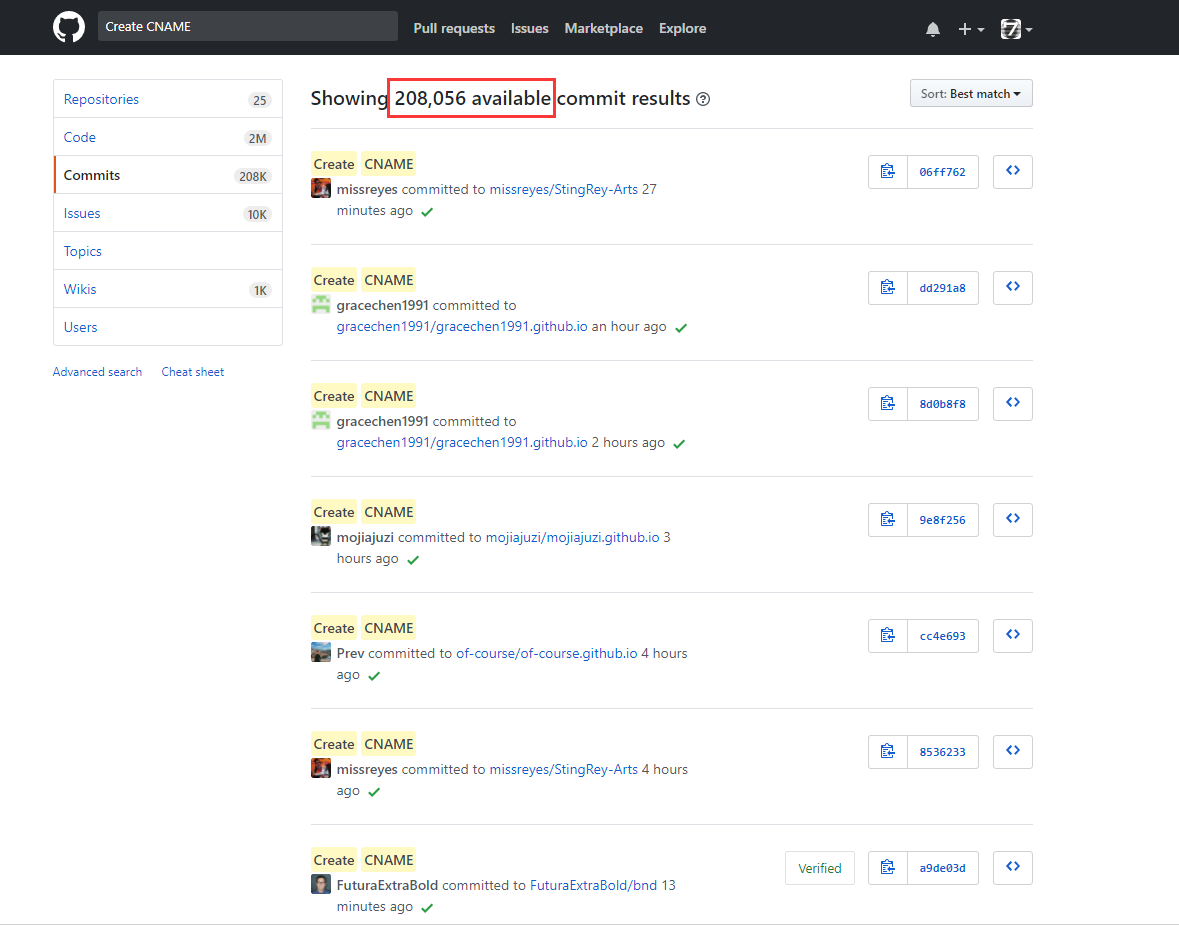 Create CNAME
Pull requests Issues Marketplace Explore
Repositories 25
Code 2M
Commits 208K
Issues 10K
Topics
Wikis 1K
Users
Advanced search Cheat sheet
Showing 208,056 available commit results
Sort: Best match
Create CNAME
missreyes committed to missreyes/StingRey-Arts 27
minutes ago
06ff762
Create CNAME
gracechen1991 committed to
gracechen1991/gracechen1991.github.io an hour ago
dd291a8
Create CNAME
gracechen1991 committed to
gracechen1991/gracechen1991.github.io 2 hours ago
8d0b8f8
Create CNAME
mojiajuzi committed to mojiajuzi/mojiajuzi.github.io 3
hours ago
9e8f256
Create CNAME
Prev committed to of-course/of-course.github.io 4 hours
ago
cc4e693
Create CNAME
missreyes committed to missreyes/StingRey-Arts 4 hours
ago
8536233
Create CNAME
FuturaExtraBold committed to FuturaExtraBold/bnd 13
minutes ago
Verified
a9de03d